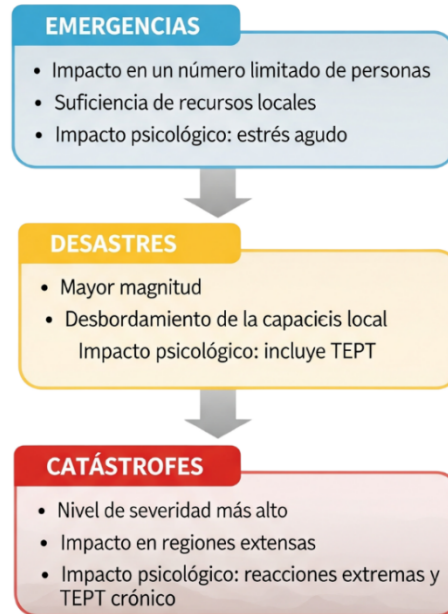 EMERGENCIAS
• Impacto en un número limitado de personas
• Suficiencia de recursos locales
• Impacto psicológico: estrés agudo
DESASTRES
• Mayor magnitud
• Desbordamiento de la capacicis local
Impacto psicológico: incluye TEPT
CATÁSTROFES
• Nivel de severidad más alto
• Impacto en regiones extensas
• Impacto psicológico: reacciones extremas y
TEPT crónico